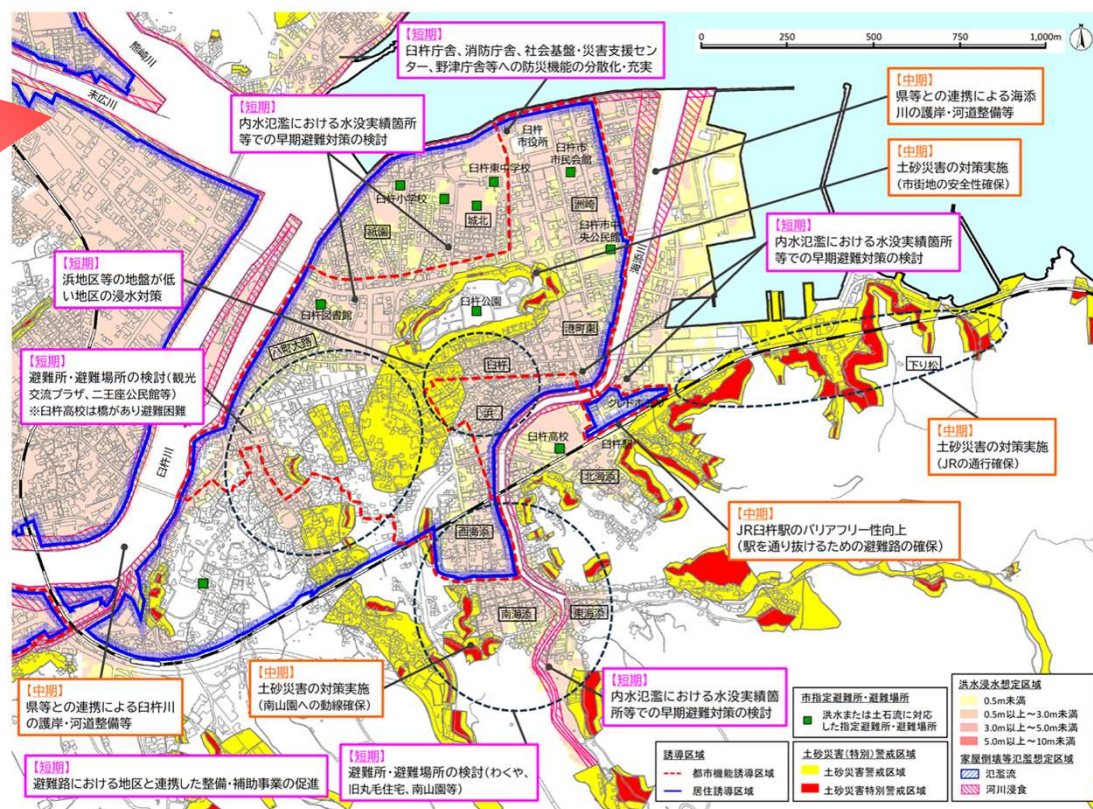 熊崎川
末広川
【短期】
臼杵庁舎、消防庁舎、社会基盤・災害支援セン
ター、野津庁舎等への防災機能の分散化・充実
0 250 500 750 1,000m
【短期】
内水氾濫における水没実績箇所
等での早期避難対策の検討
【中期】
県等との連携による海添
川の護岸・河道整備等
【中期】
土砂災害の対策実施
(市街地の安全性確保)
【短期】
内水氾濫における水没実績箇所
等での早期避難対策の検討
臼杵
市役所
臼杵市
市民会館
臼杵東中学校
臼杵小学校
城北
祇園
洲崎
臼杵市中
央公民館
海添川
【短期】
浜地区等の地盤が低
い地区の浸水対策
臼杵公園
臼杵図書館
港町東
八町大路
臼杵
浜
【短期】
避難所・避難場所の検討(観光
交流プラザ、二王座公民館等)
※臼杵高校は橋があり避難困難
臼杵川
下り松
臼杵高校
臼杵駅
北海添
【中期】
土砂災害の対策実施
(JRの通行確保)
【中期】
JR臼杵駅のバリアフリー性向上
(駅を通り抜けるための避難路の確保)
西海添
南海添
東海添
【中期】
県等との連携による臼杵川
の護岸・河道整備等
【中期】
土砂災害の対策実施
(南山園への動線確保)
【短期】
内水氾濫における水没実績箇
所等での早期避難対策の検討
【短期】
避難路における地区と連携した整備・補助事業の促進
【短期】
避難所・避難場所の検討(わくや、
旧丸毛住宅、南山園等)
市指定避難所・避難場所
洪水または土石流に対応
した指定避難所・避難場所
誘導区域
都市機能誘導区域
居住誘導区域
土砂災害(特別)警戒区域
土砂災害警戒区域
土砂災害特別警戒区域
洪水浸水想定区域
0.5m未満
0.5m以上～3.0m未満
3.0m以上～5.0m未満
5.0m以上～10m未満
家屋倒壊等氾濫想定区域
氾濫流
河川浸食